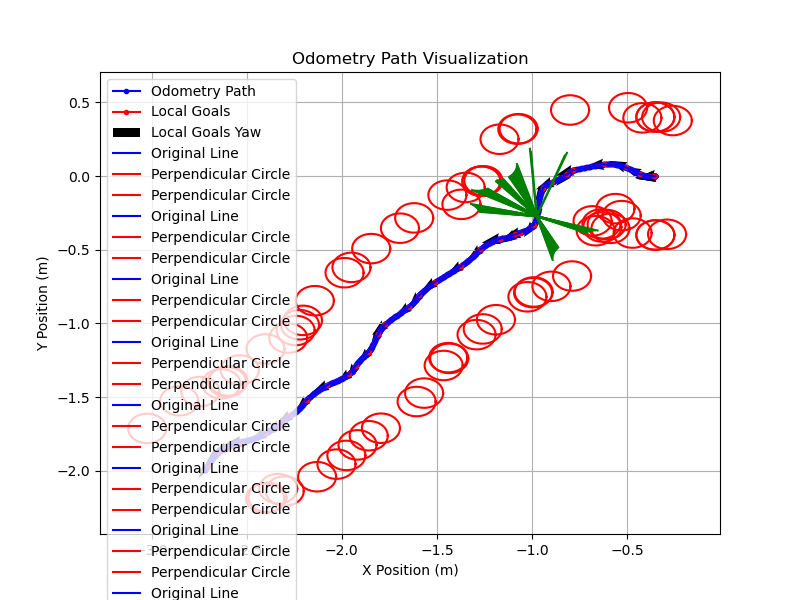 Odometry Path Visualization
Odometry Path
Local Goals
Local Goals Yaw
Original Line
Perpendicular Circle
Perpendicular Circle
Original Line
Perpendicular Circle
Perpendicular Circle
Original Line
Perpendicular Circle
Perpendicular Circle
Original Line
Perpendicular Circle
Perpendicular Circle
Original Line
Perpendicular Circle
Perpendicular Circle
Original Line
Perpendicular Circle
Perpendicular Circle
Original Line
Perpendicular Circle
Perpendicular Circle
Original Line
0.5
0.0
−0.5
−1.0
−1.5
−2.0
Y Position (m)
−2.0
−1.5
−1.0
−0.5
X Position (m)